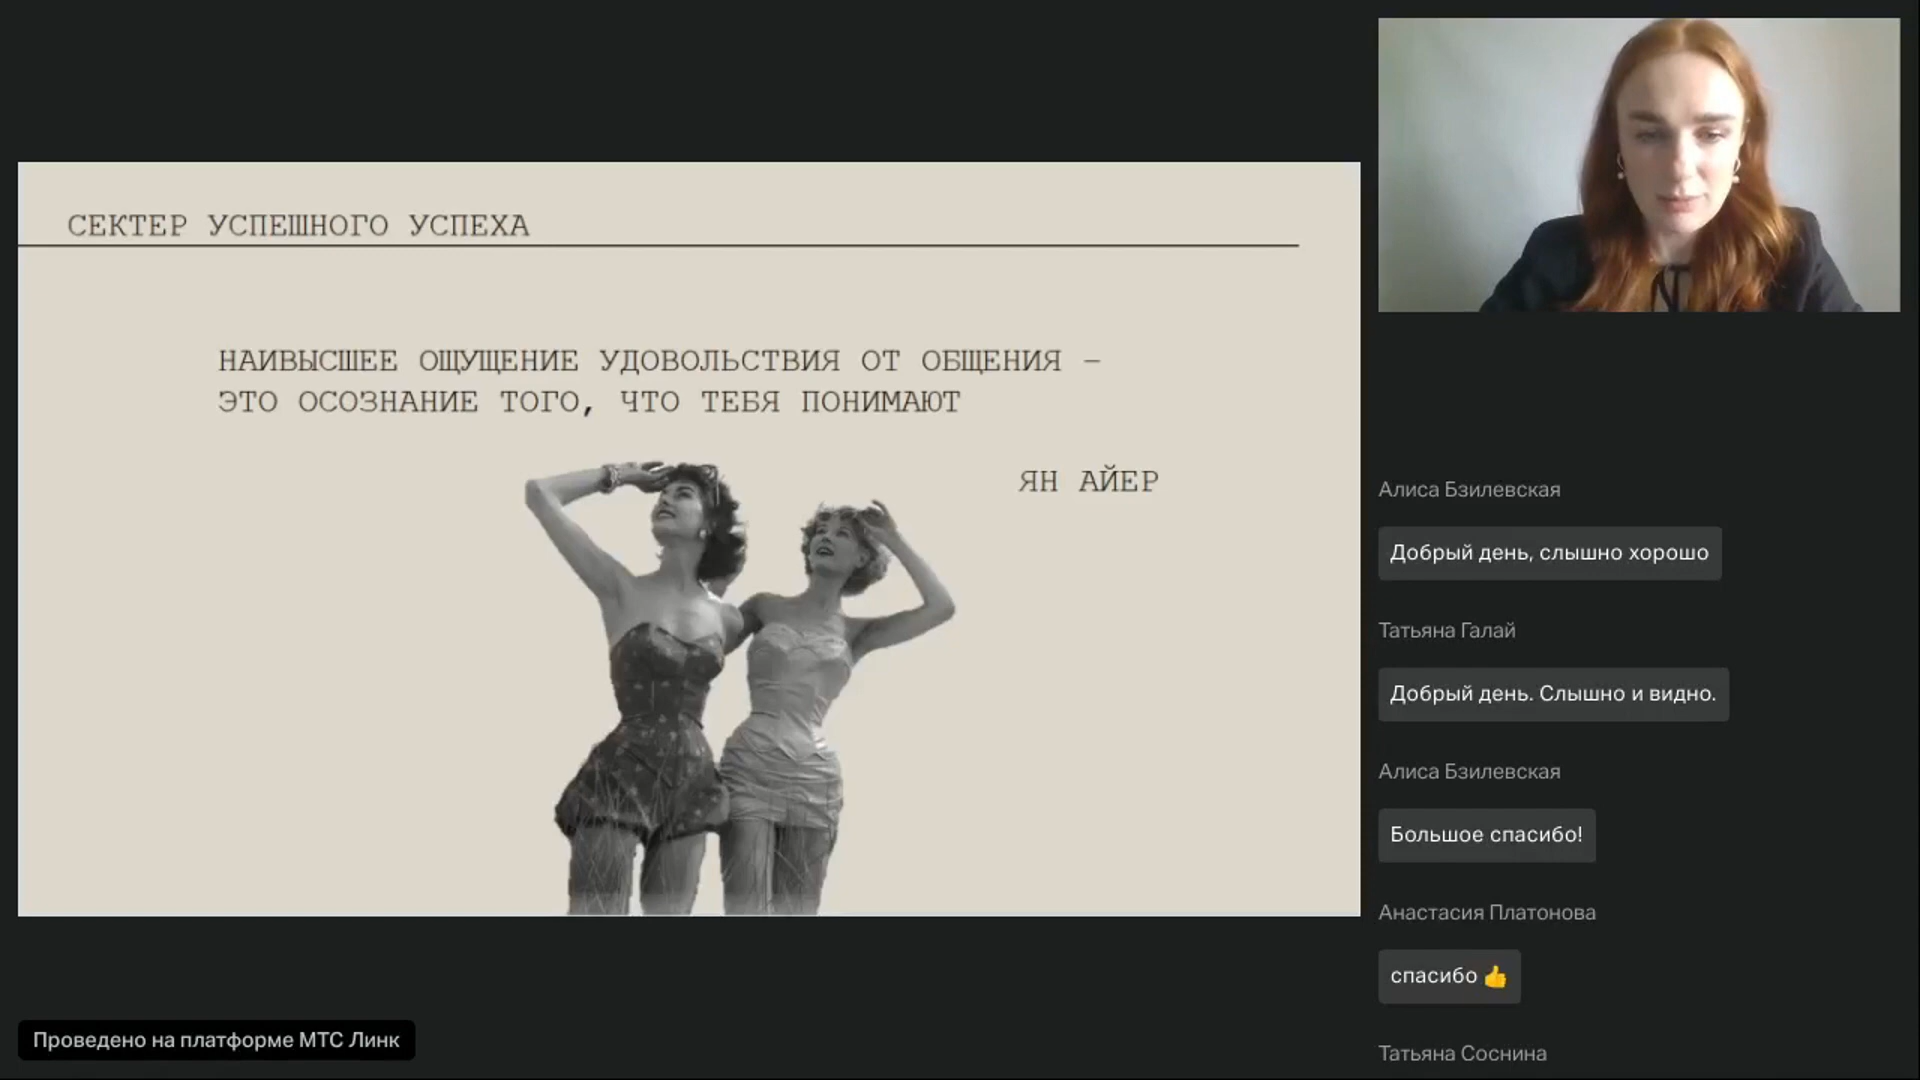 СЕКТЕР УСПЕШНОГО УСПЕХА
НАИВЫСШЕЕ ОЩУЩЕНИЕ УДОВОЛЬСТВИЯ ОТ ОБЩЕНИЯ –
ЭТО ОСОЗНАНИЕ ТОГО, ЧТО ТЕБЯ ПОНИМАЮТ
ЯН АЙЕР
Алиса Бзилевская
Добрый день, слышно хорошо
Татьяна Галай
Добрый день. Слышно и видно.
Алиса Бзилевская
Большое спасибо!
Анастасия Платонова
спасибо 👍
Татьяна Соснина
Проведено на платформе МТС Линк